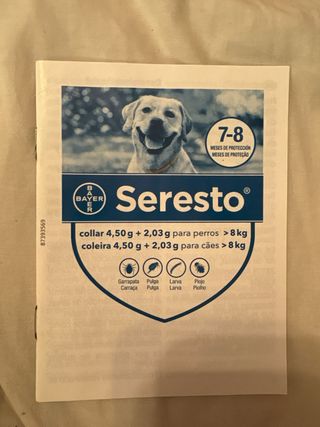 7-8
MESES DE PROTECCIÓN
MESES DE PROTEÇÃO
BAYER
BAYER
Seresto®
collar 4,50 g + 2,03 g para perros > 8 kg
coleira 4,50 g + 2,03 g para cães > 8 kg
Garrapata Pulga Larva Piojo
Carraça Pulga Larva Piolho
87393569